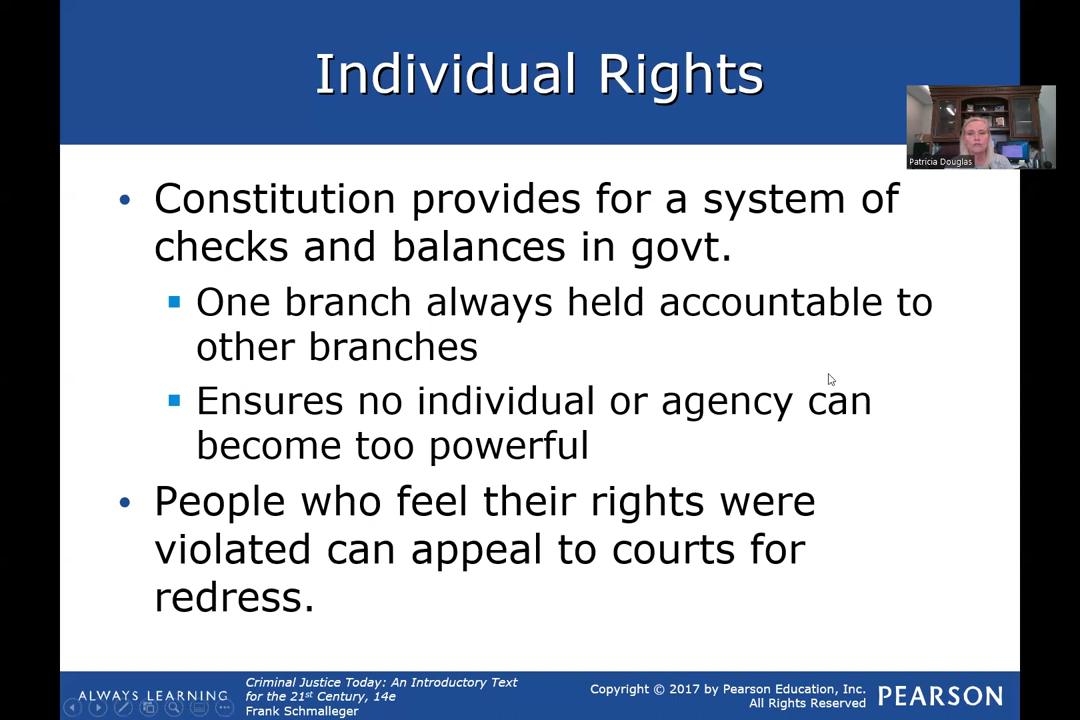 Individual Rights
Patricia Douglas
• Constitution provides for a system of
checks and balances in govt.
▪ One branch always held accountable to
other branches
▪ Ensures no individual or agency can
become too powerful
• People who feel their rights were
violated can appeal to courts for
redress.
ALWAYS LEARNING
Criminal Justice Today: An Introductory Text
for the 21st Century, 14e
Frank Schmalleger
Copyright © 2017 by Pearson Education, Inc.
All Rights Reserved
PEARSON